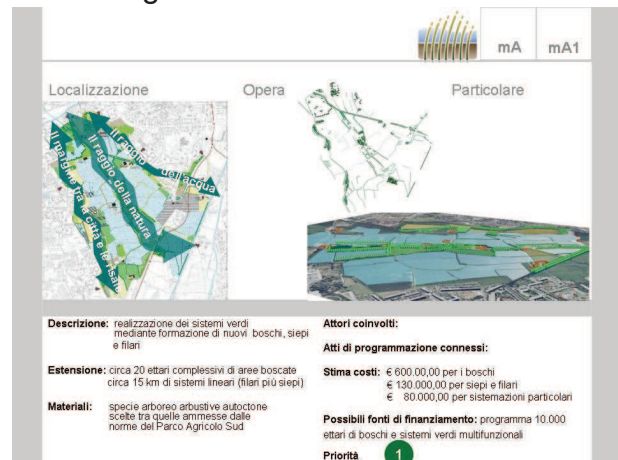 mA
mA1
Localizzazione
Opera
Particolare
Il margine tra la città e le risaie
Il raggio della natura
Il raggio dell'acqua
Descrizione: realizzazione dei sistemi verdi
mediante formazione di nuovi boschi, siepi
e filari
Estensione: circa 20 ettari complessivi di aree boscate
circa 15 km di sistemi lineari (filari più siepi)
Materiali: specie arboreo arbustive autoctone
scelte tra quelle ammesse dalle
norme del Parco Agricolo Sud
Attori coinvolti:
Atti di programmazione connessi:
Stima costi: € 600.00,00 per i boschi
€ 130.000,00 per siepi e filari
€ 80.000,00 per sistemazioni particolari
Possibili fonti di finanziamento: programma 10.000
ettari di boschi e sistemi verdi multifunzionali
Priorità 1